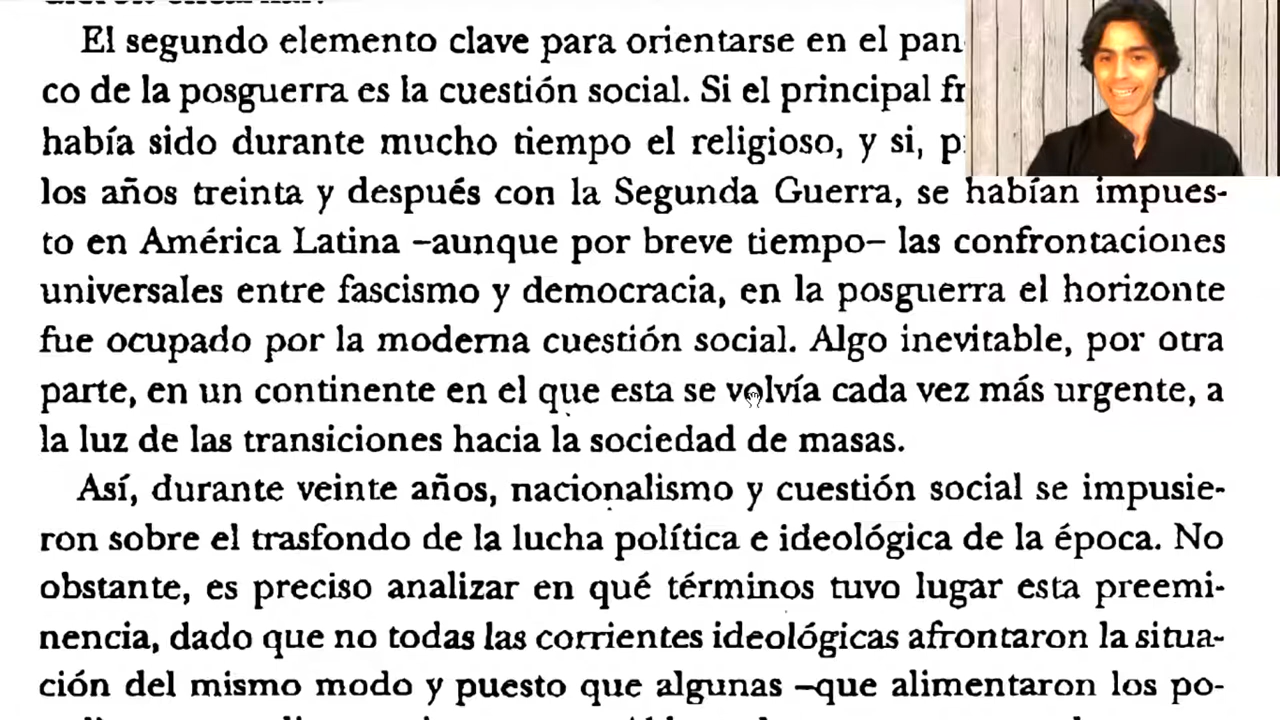 El segundo elemento clave para orientarse en el pan
co de la posguerra es la cuestión social. Si el principal fr
había sido durante mucho tiempo el religioso, y si, p
los años treinta y después con la Segunda Guerra, se habían impues-
to en América Latina –aunque por breve tiempo– las confrontaciones
universales entre fascismo y democracia, en la posguerra el horizonte
fue ocupado por la moderna cuestión social. Algo inevitable, por otra
parte, en un continente en el que esta se volvía cada vez más urgente, a
la luz de las transiciones hacia la sociedad de masas.
Así, durante veinte años, nacionalismo y cuestión social se impusie-
ron sobre el trasfondo de la lucha política e ideológica de la época. No
obstante, es preciso analizar en qué términos tuvo lugar esta preemi-
nencia, dado que no todas las corrientes ideológicas afrontaron la situa-
ción del mismo modo y puesto que algunas –que alimentaron los po-